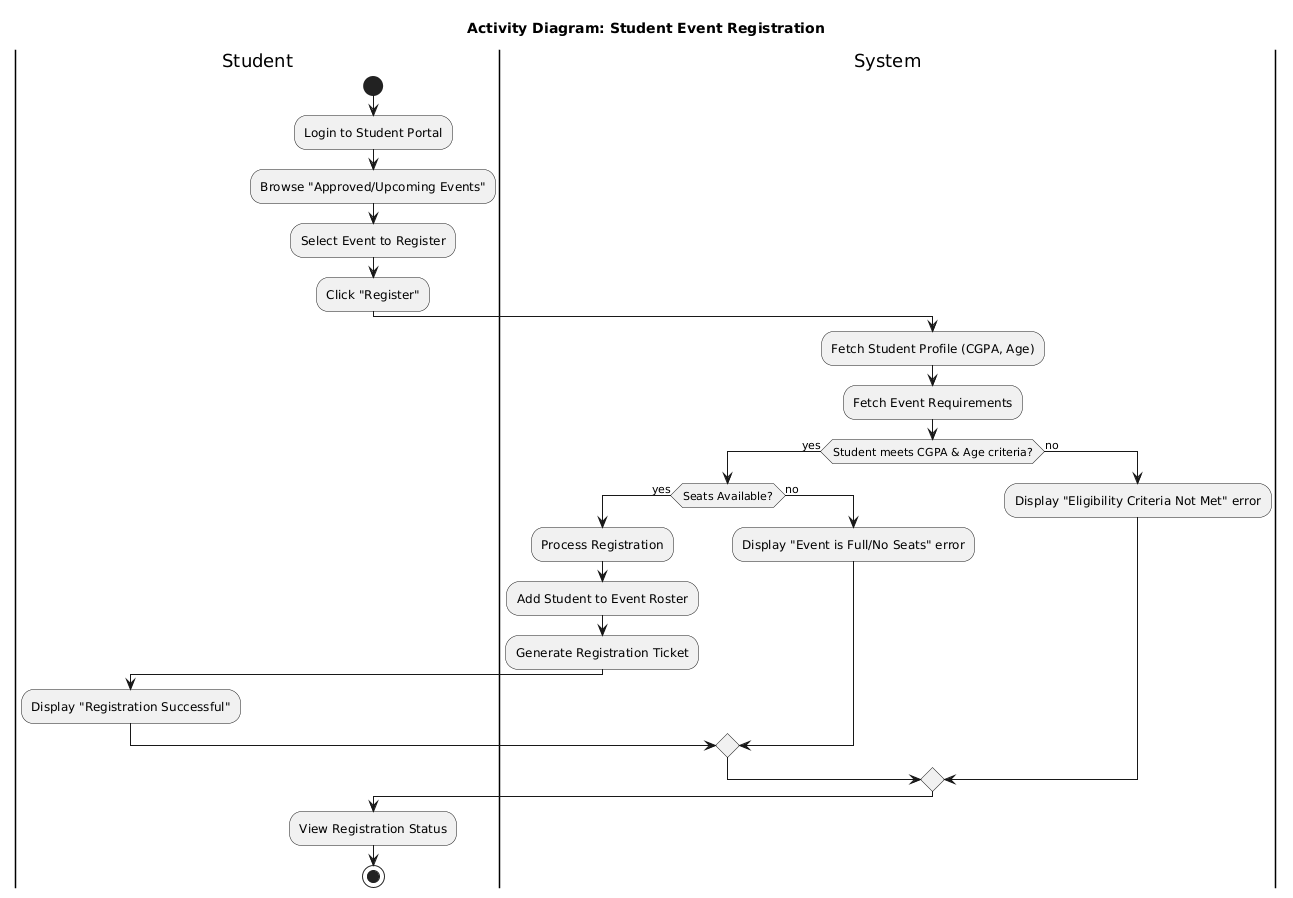 Activity Diagram: Student Event Registration
Student
System
Login to Student Portal
Browse "Approved/Upcoming Events"
Select Event to Register
Click "Register"
Fetch Student Profile (CGPA, Age)
Fetch Event Requirements
yes
Student meets CGPA & Age criteria?
no
yes
Seats Available?
no
Display "Eligibility Criteria Not Met" error
Process Registration
Display "Event is Full/No Seats" error
Add Student to Event Roster
Generate Registration Ticket
Display "Registration Successful"
View Registration Status